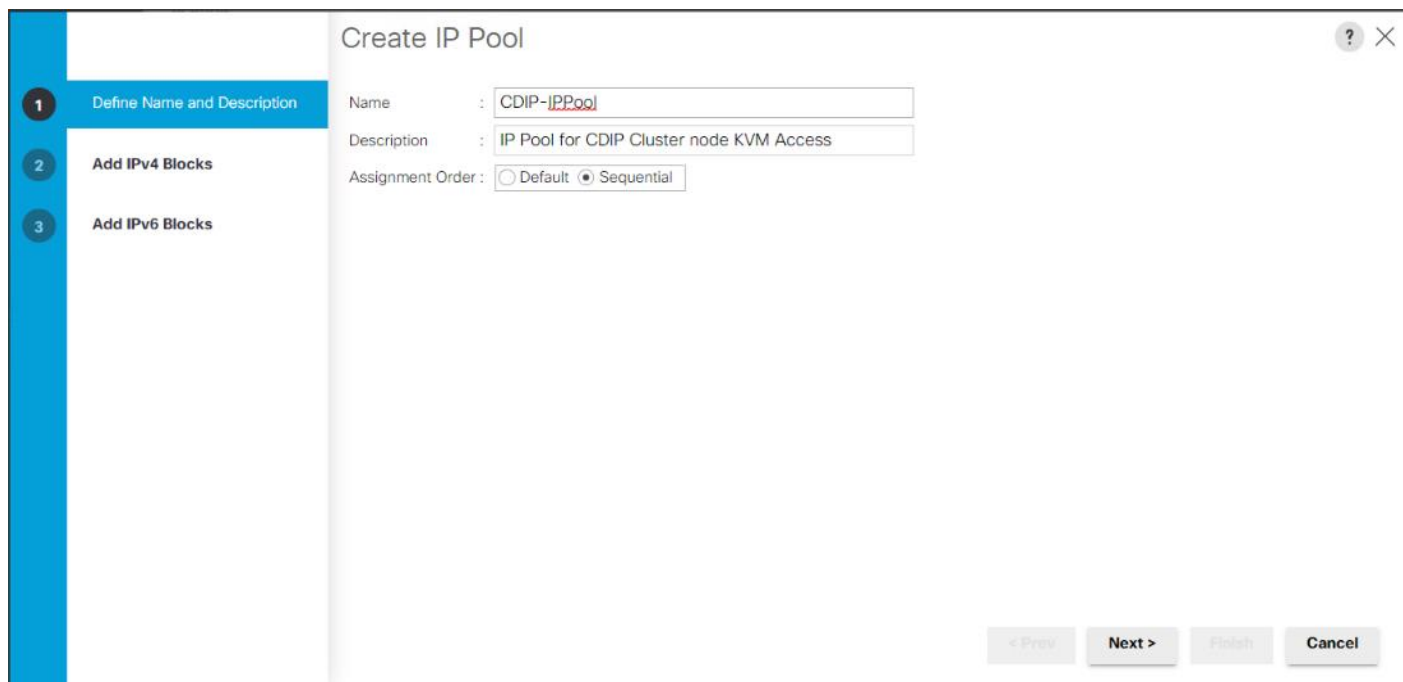 Create IP Pool
?
1 Define Name and Description
2 Add IPv4 Blocks
3 Add IPv6 Blocks
Name : CDIP-IPPool
Description : IP Pool for CDIP Cluster node KVM Access
Assignment Order : Default Sequential
< Prev Next > Finish Cancel